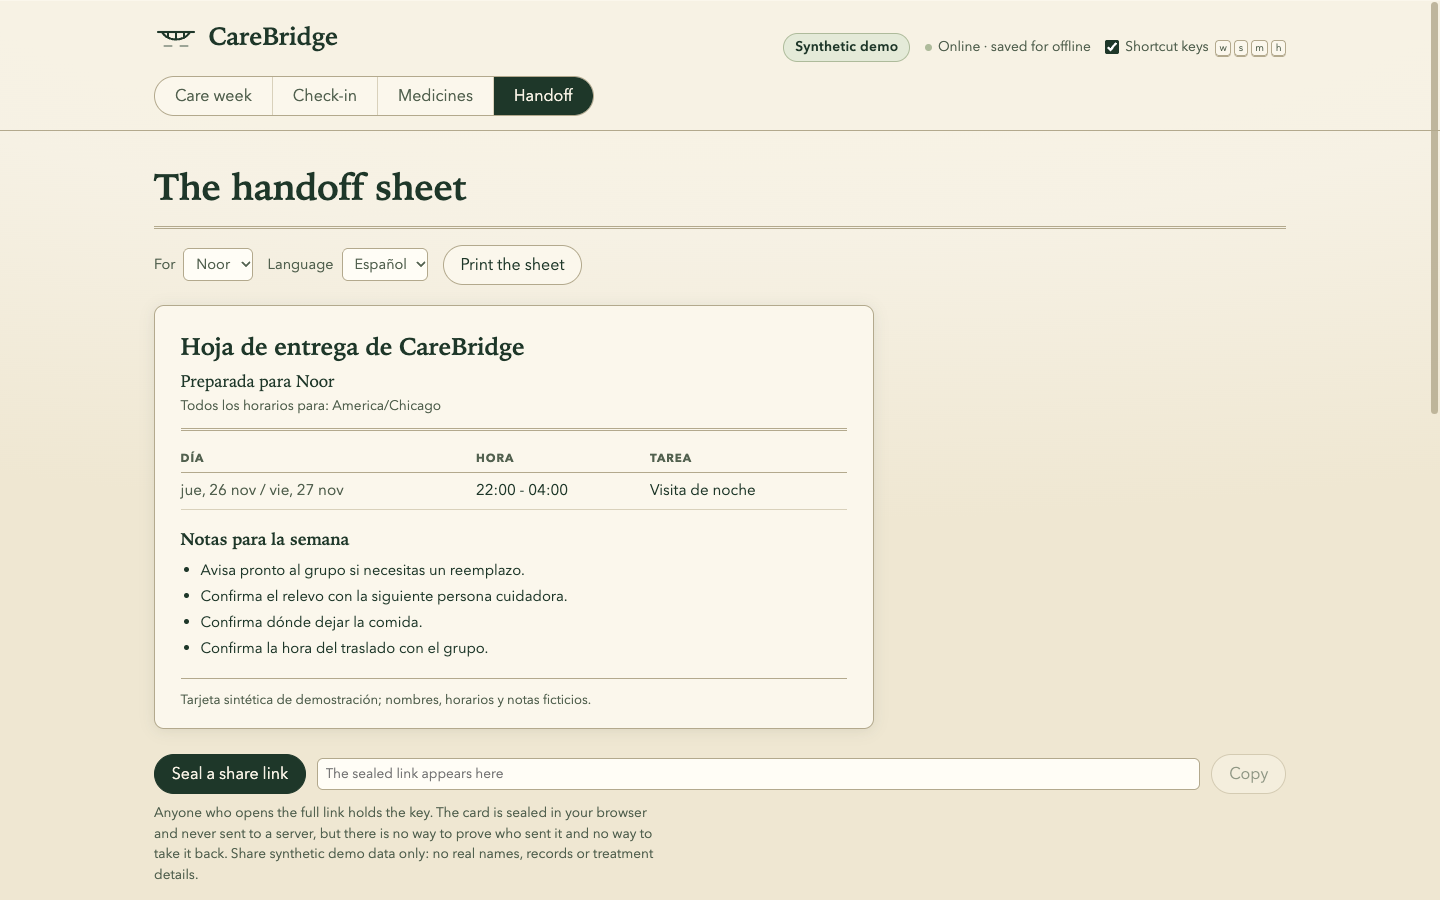 CareBridge
Synthetic demo
Online · saved for offline
Shortcut keys w s m h
Care week
Check-in
Medicines
Handoff
The handoff sheet
For Noor Language Español Print the sheet
Hoja de entrega de CareBridge
Preparada para Noor
Todos los horarios para: America/Chicago
DÍA HORA TAREA
jue, 26 nov / vie, 27 nov 22:00 - 04:00 Visita de noche
Notas para la semana
Avisa pronto al grupo si necesitas un reemplazo.
Confirma el relevo con la siguiente persona cuidadora.
Confirma dónde dejar la comida.
Confirma la hora del traslado con el grupo.
Tarjeta sintética de demostración; nombres, horarios y notas ficticios.
Seal a share link The sealed link appears here Copy
Anyone who opens the full link holds the key. The card is sealed in your browser
and never sent to a server, but there is no way to prove who sent it and no way to
take it back. Share synthetic demo data only: no real names, records or treatment
details.